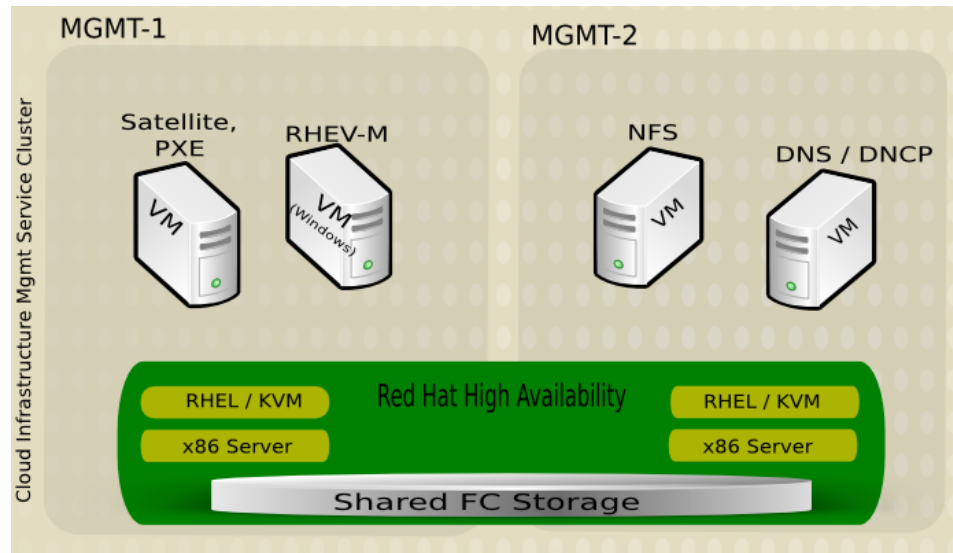 MGMT-1
MGMT-2
Cloud Infrastructure Mgmt Service Cluster
Satellite,
PXE
VM
RHEV-M
VM
(Windows)
NFS
VM
DNS / DNCP
VM
Red Hat High Availability
RHEL / KVM
x86 Server
RHEL / KVM
x86 Server
Shared FC Storage